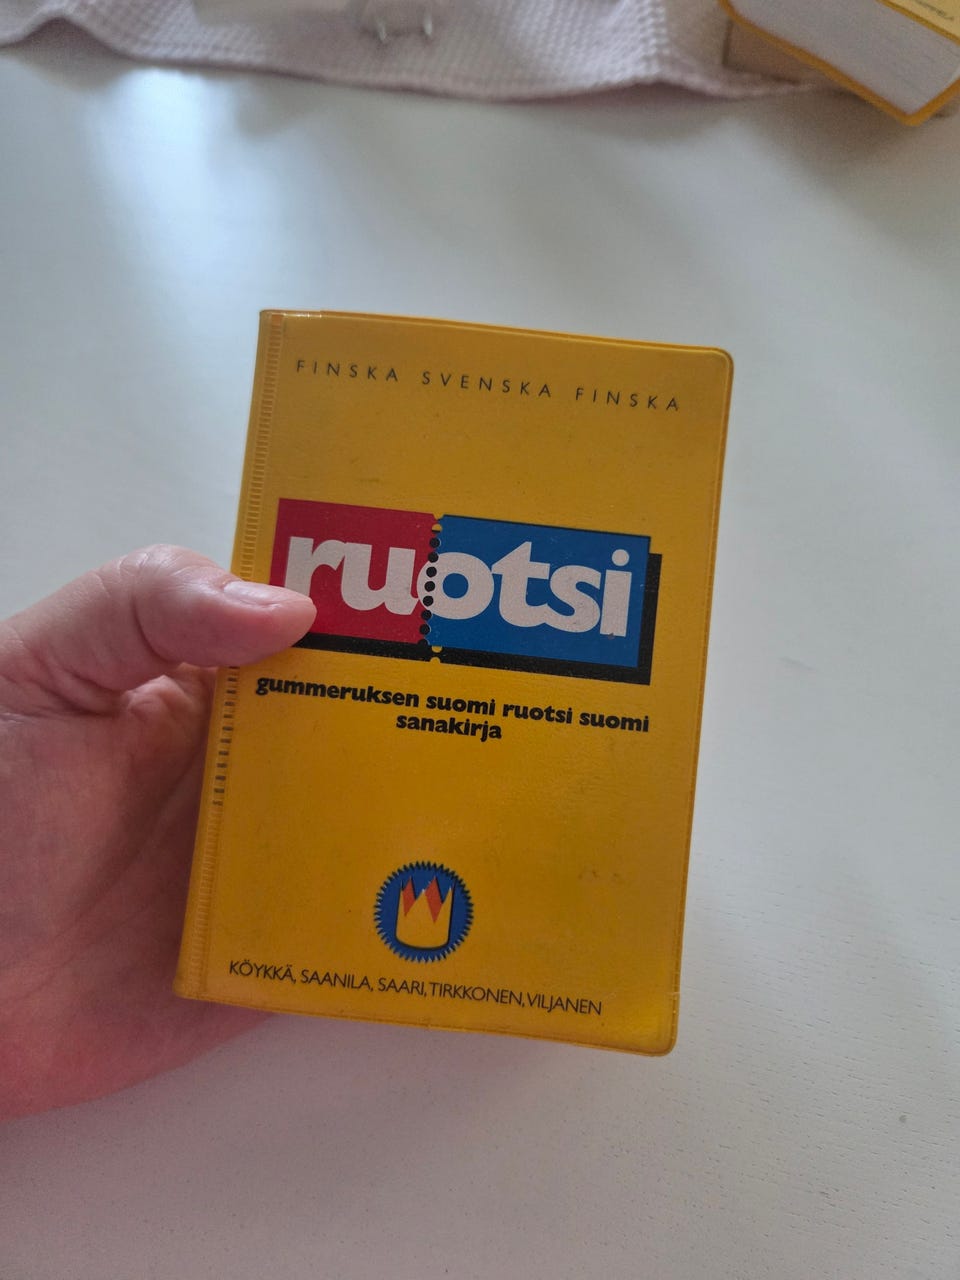 FINSKA SVENSKA FINSKA
ruotsi
gummeruksen suomi ruotsi suomi
sanakirja
KÖYKKÄ, SAANILA, SAARI, TIRKKONEN, VILJANEN